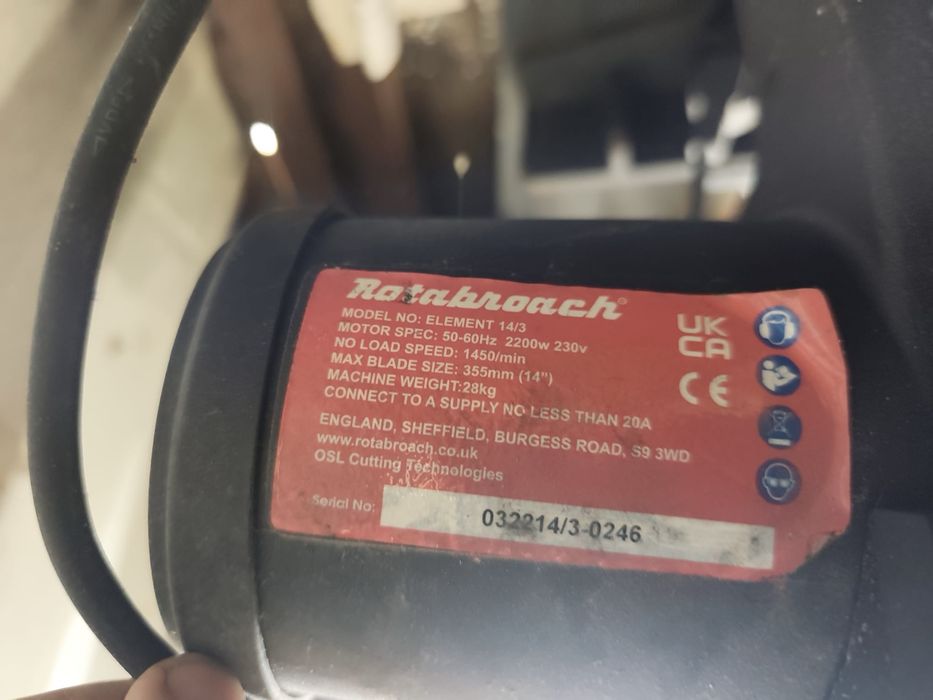 Rotabroach®
MODEL NO: ELEMENT 14/3
MOTOR SPEC: 50-60Hz 2200w 230v
NO LOAD SPEED: 1450/min
MAX BLADE SIZE: 355mm (14")
MACHINE WEIGHT:28kg
CONNECT TO A SUPPLY NO LESS THAN 20A
ENGLAND, SHEFFIELD, BURGESS ROAD, S9 3WD
www.rotabroach.co.uk
OSL Cutting Technologies
Serial No: 032214/3-0246
UK
CA
CE